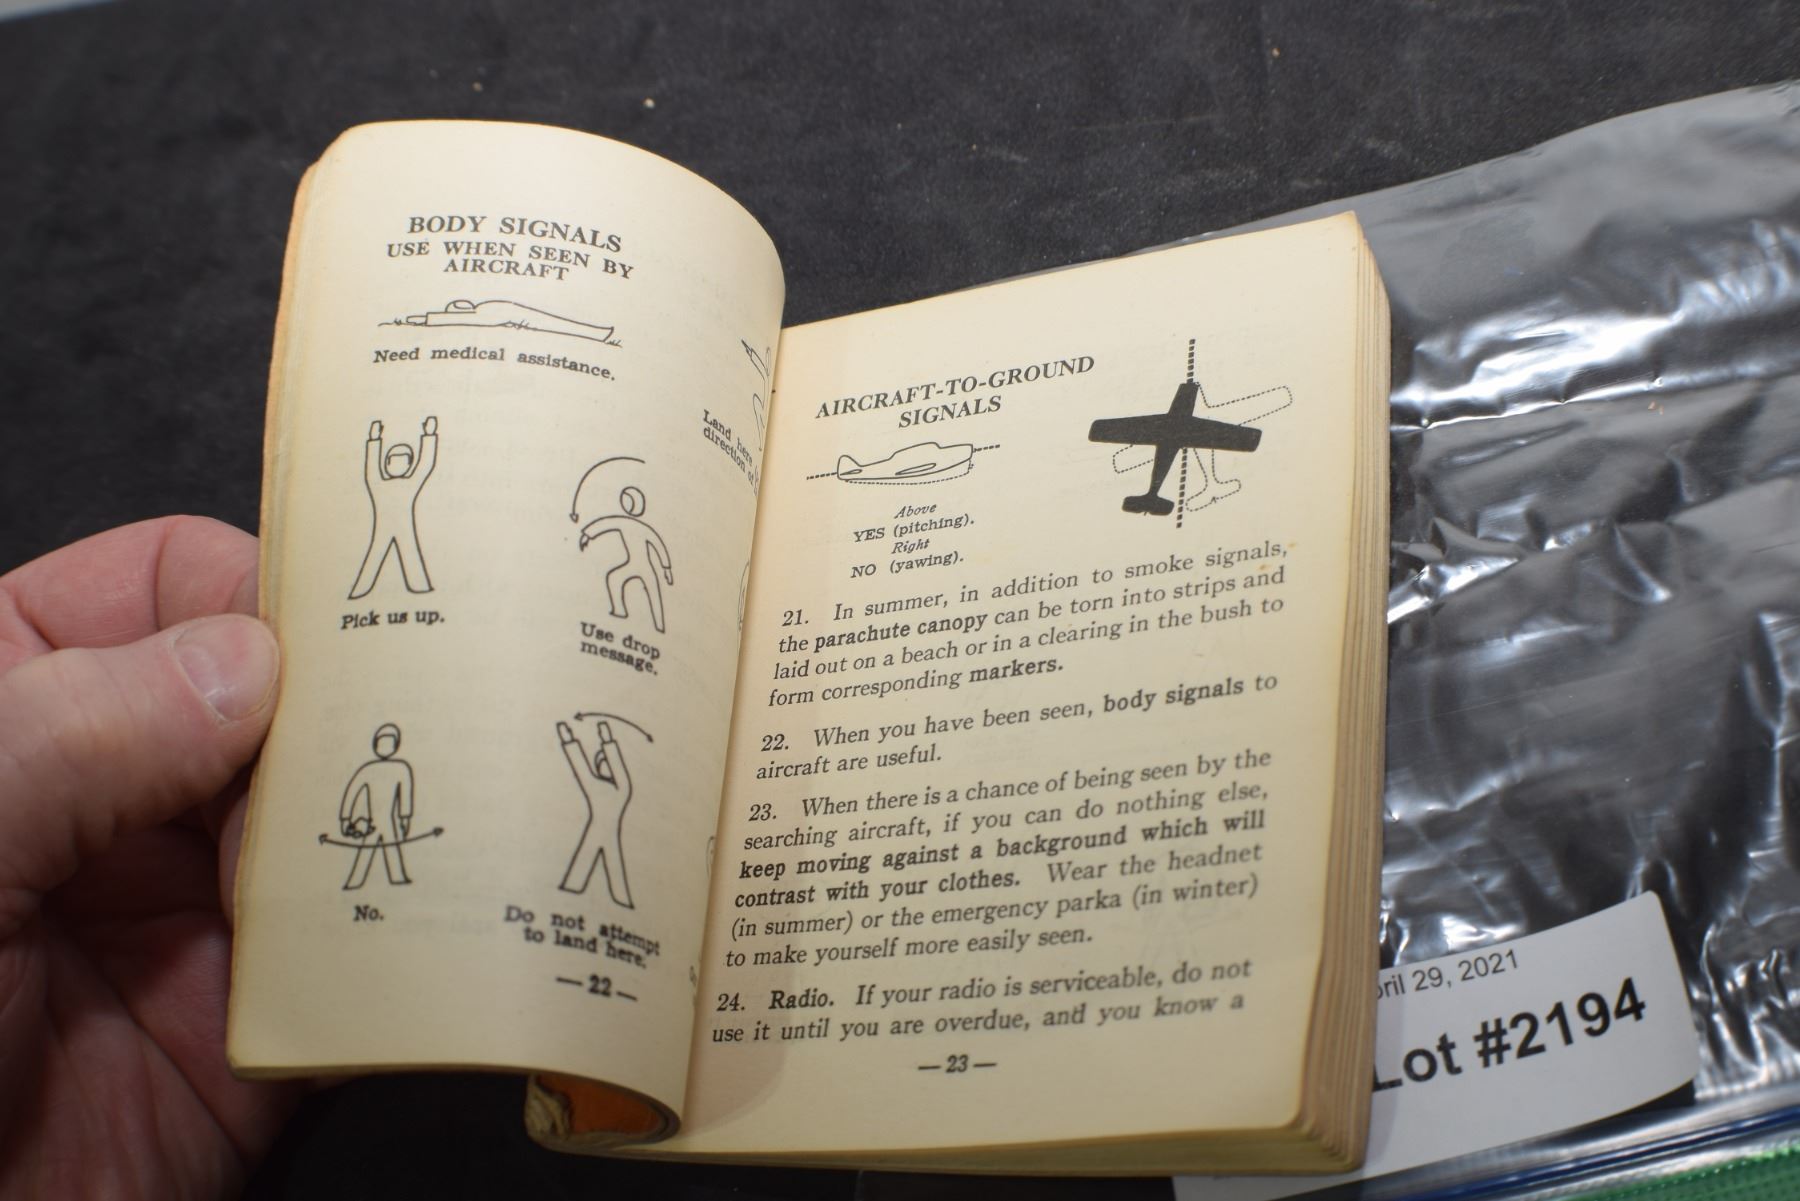 BODY SIGNALS
USE WHEN SEEN BY
AIRCRAFT
Need medical assistance.
Pick us up.
Use drop
message.
No.
Do not attempt
to land here.
—22—
Land here
direction of
AIRCRAFT-TO-GROUND
SIGNALS
Above
YES (pitching).
Right
NO (yawing).
21. In summer, in addition to smoke signals,
the parachute canopy can be torn into strips and
laid out on a beach or in a clearing in the bush to
form corresponding markers.
22. When you have been seen, body signals to
aircraft are useful.
23. When there is a chance of being seen by the
searching aircraft, if you can do nothing else,
keep moving against a background which will
contrast with your clothes. Wear the headnet
(in summer) or the emergency parka (in winter)
to make yourself more easily seen.
24. Radio. If your radio is serviceable, do not
use it until you are overdue, and you know a
—23—
pril 29, 2021
Lot #2194